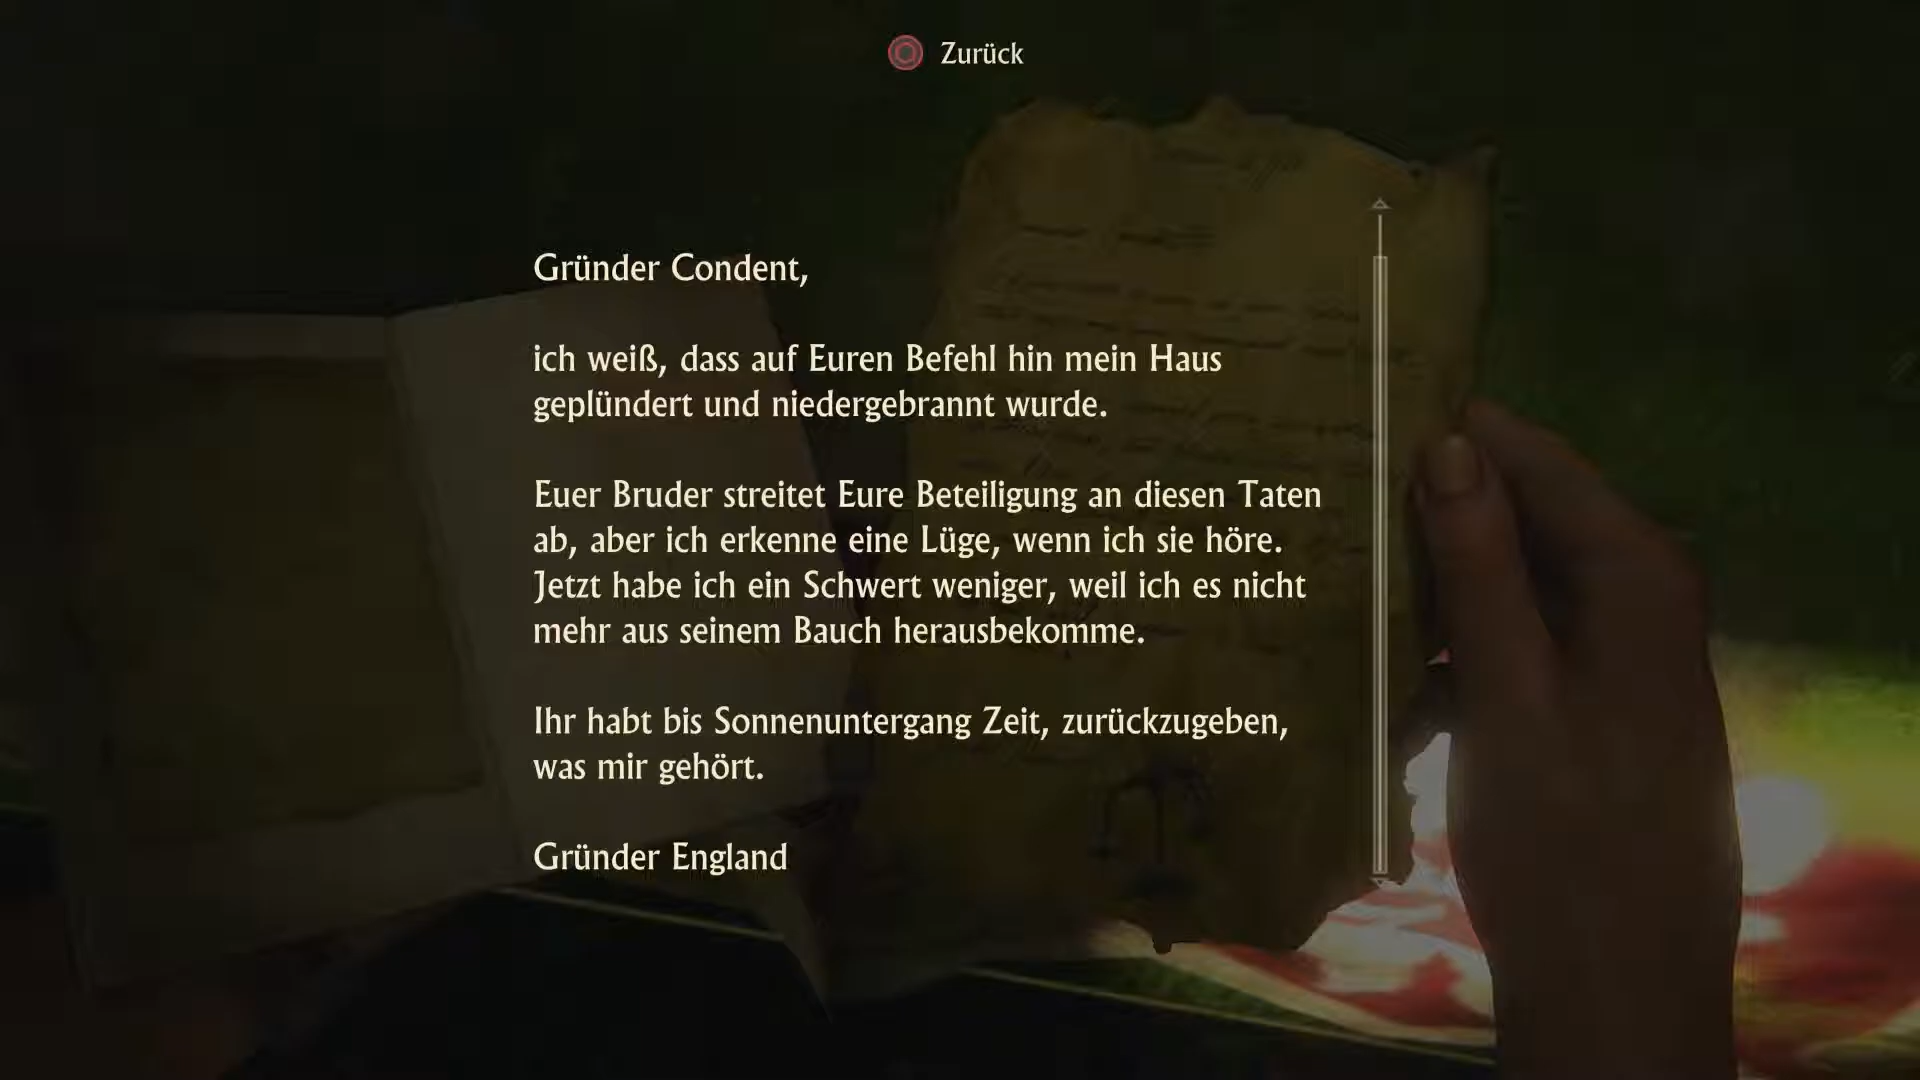 Zurück
Gründer Condent,
ich weiß, dass auf Euren Befehl hin mein Haus
geplündert und niedergebrannt wurde.
Euer Bruder streitet Eure Beteiligung an diesen Taten
ab, aber ich erkenne eine Lüge, wenn ich sie höre.
Jetzt habe ich ein Schwert weniger, weil ich es nicht
mehr aus seinem Bauch herausbekomme.
Ihr habt bis Sonnenuntergang Zeit, zurückzugeben,
was mir gehört.
Gründer England